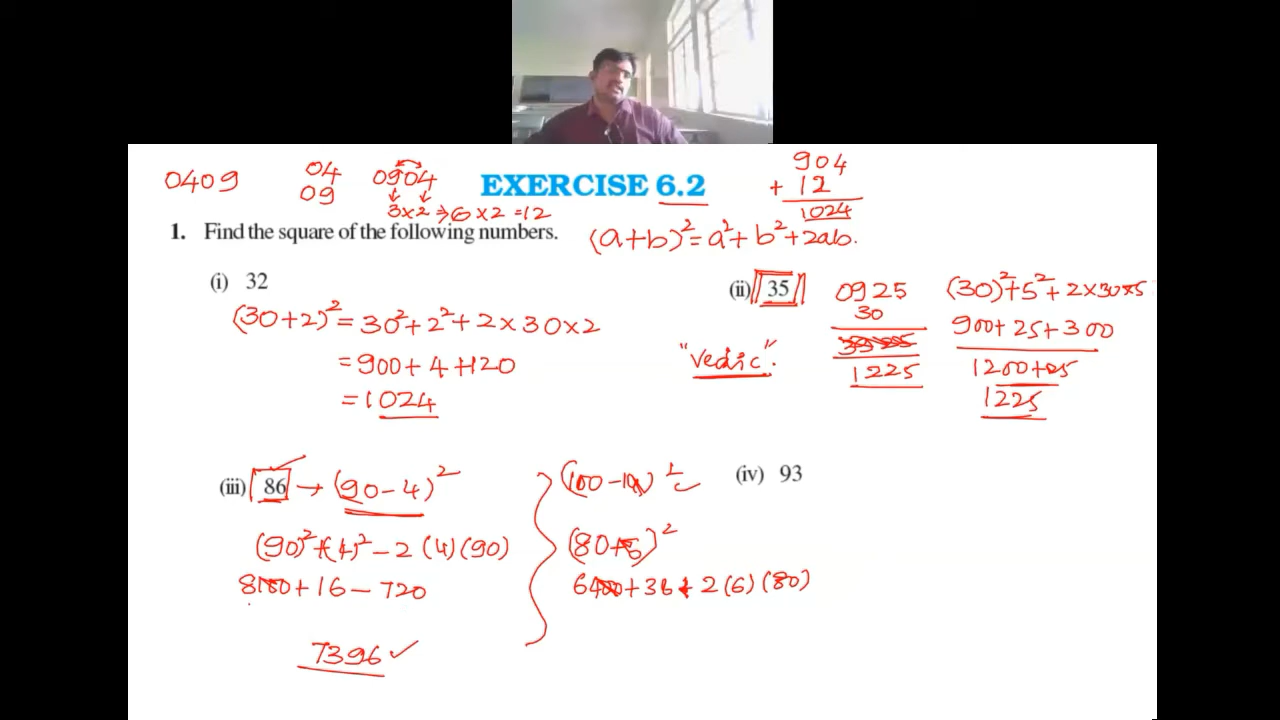 0409
04
09
0904
3×2 ⇒ 6×2 = 12
EXERCISE 6.2
904
+ 12
1024
1. Find the square of the following numbers.
(a+b)² = a² + b² + 2ab.
(i) 32
(30+2)² = 30² + 2² + 2×30×2
= 900 + 4 + 120
= 1024
(ii) 35
"Vedic".
0925
30
1225
(30)² + 5² + 2×30×5
900 + 25 + 300
1200 + 25
1225
(iii) 86 → (90-4)²
(90)² + (4)² - 2(4)(90)
8100 + 16 - 720
7396
(80+6)²
6400 + 36 + 2(6)(80)
(iv) 93